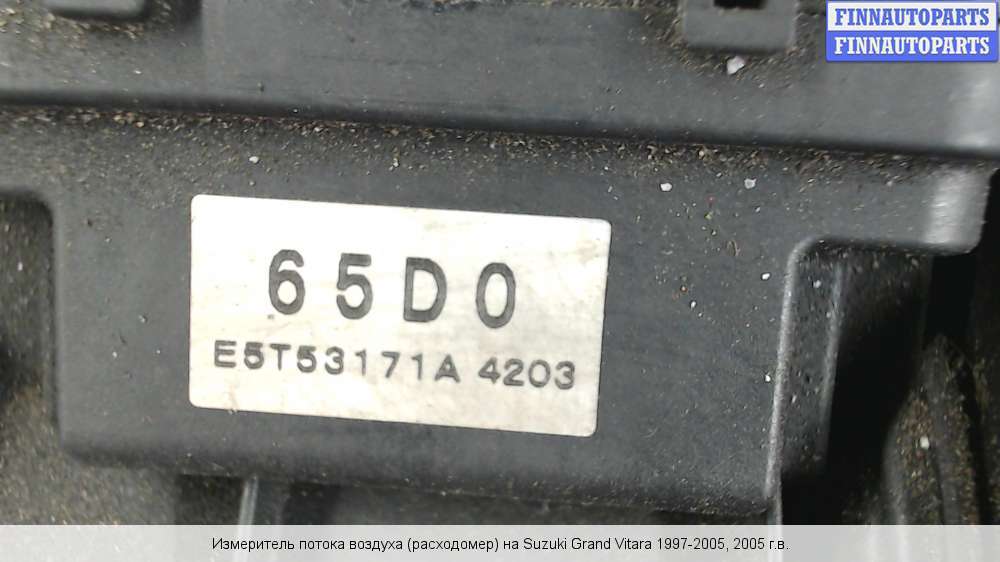 FINNAUTOPARTS
FINNAUTOPARTS
65D0
E5T53171A 4203
Измеритель потока воздуха (расходомер) на Suzuki Grand Vitara 1997-2005, 2005 г.в.